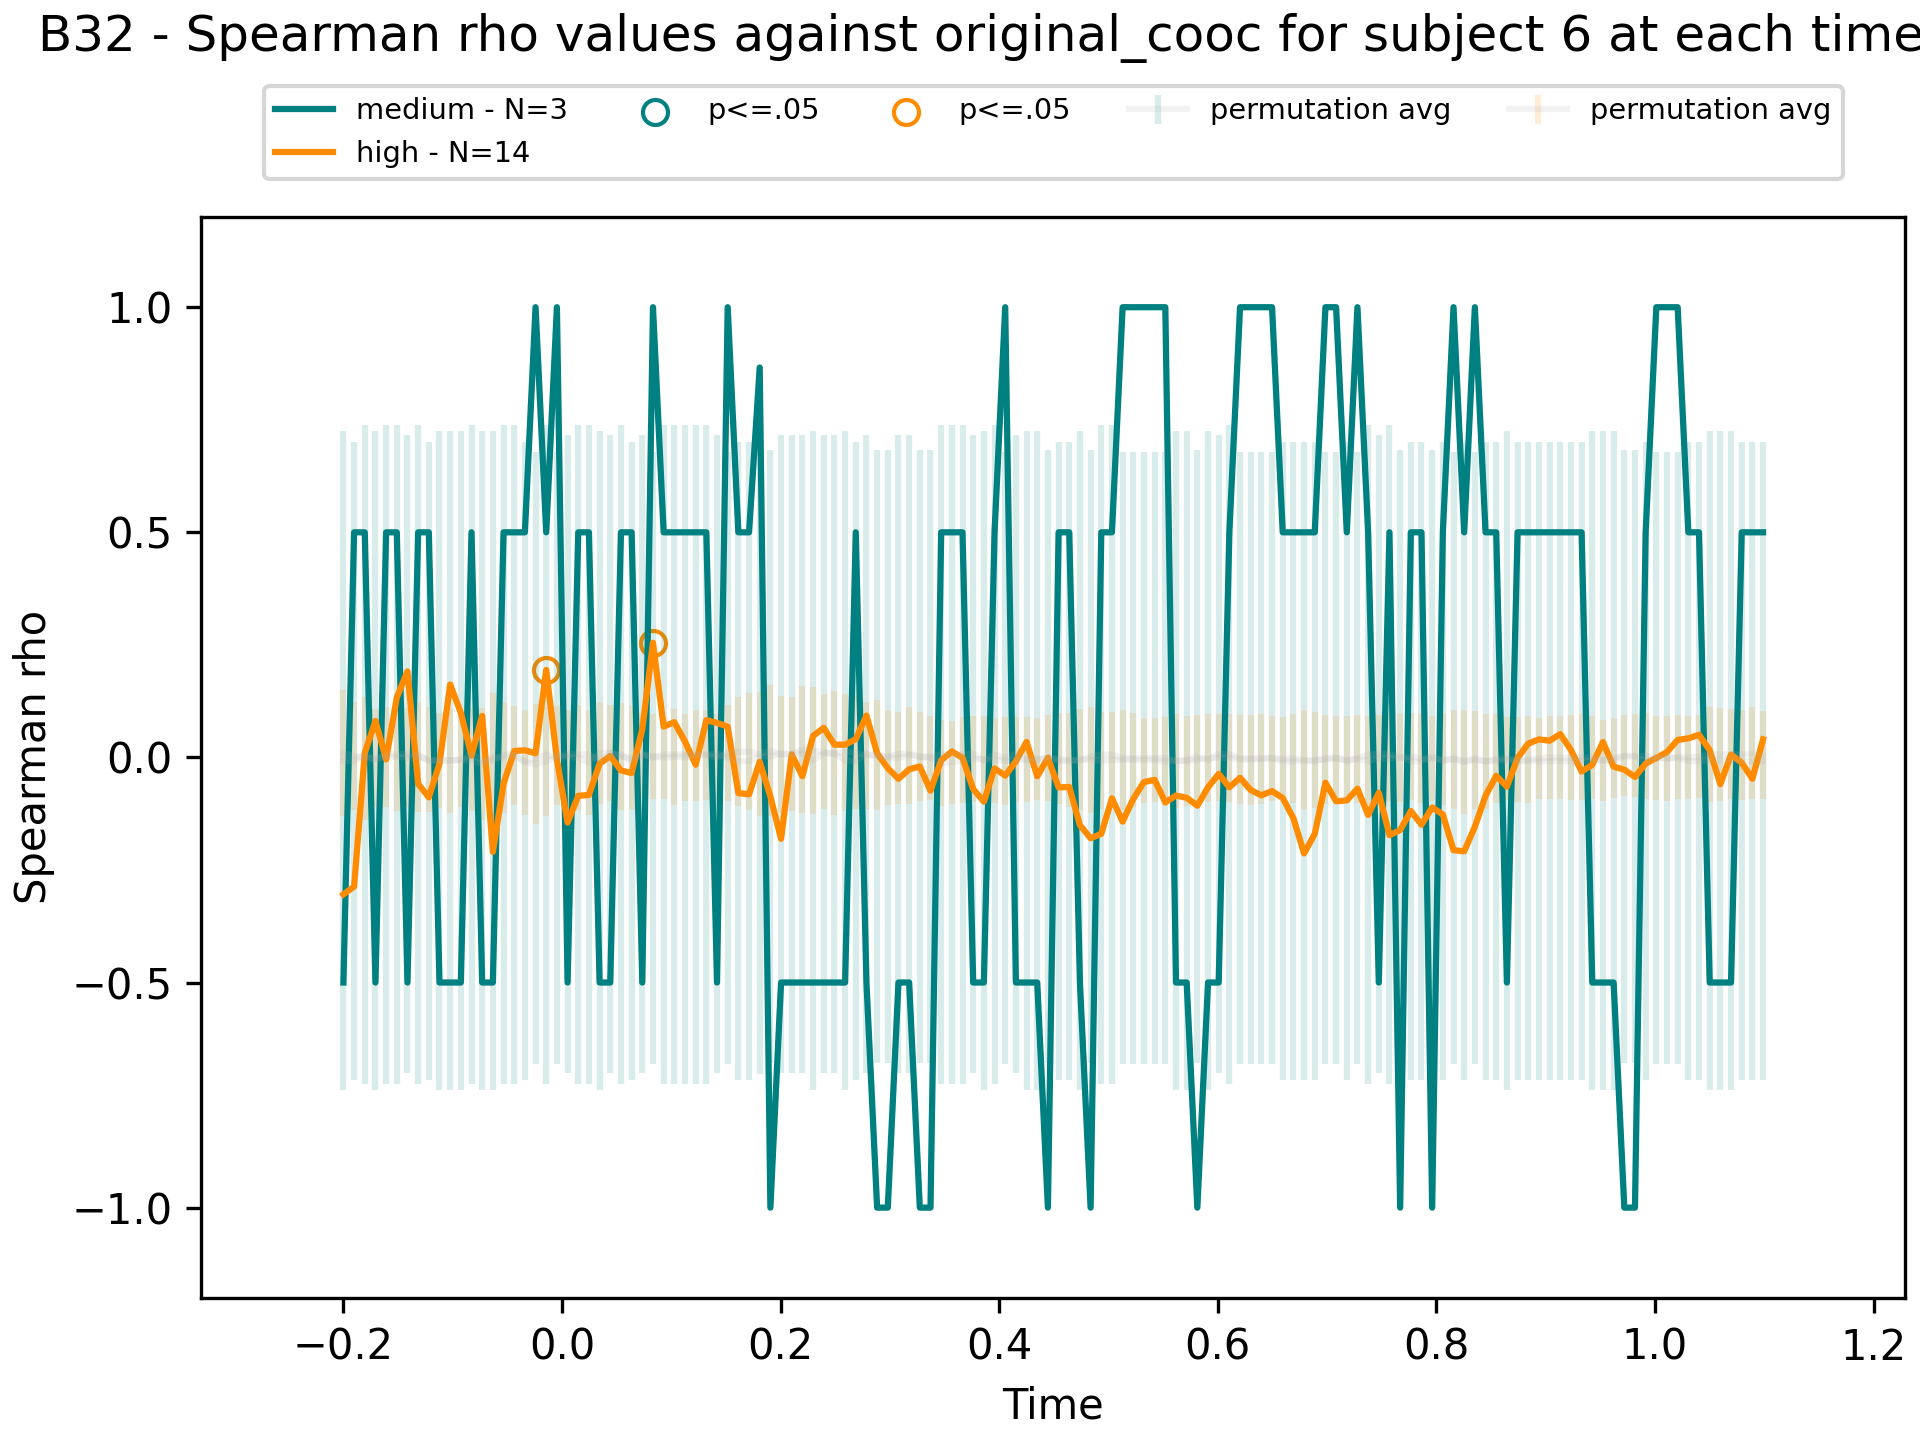 B32 - Spearman rho values against original_cooc for subject 6 at each time
medium - N=3
high - N=14
p<=.05
p<=.05
permutation avg
permutation avg
Spearman rho
1.0
0.5
0.0
−0.5
−1.0
−0.2 0.0 0.2 0.4 0.6 0.8 1.0 1.2
Time